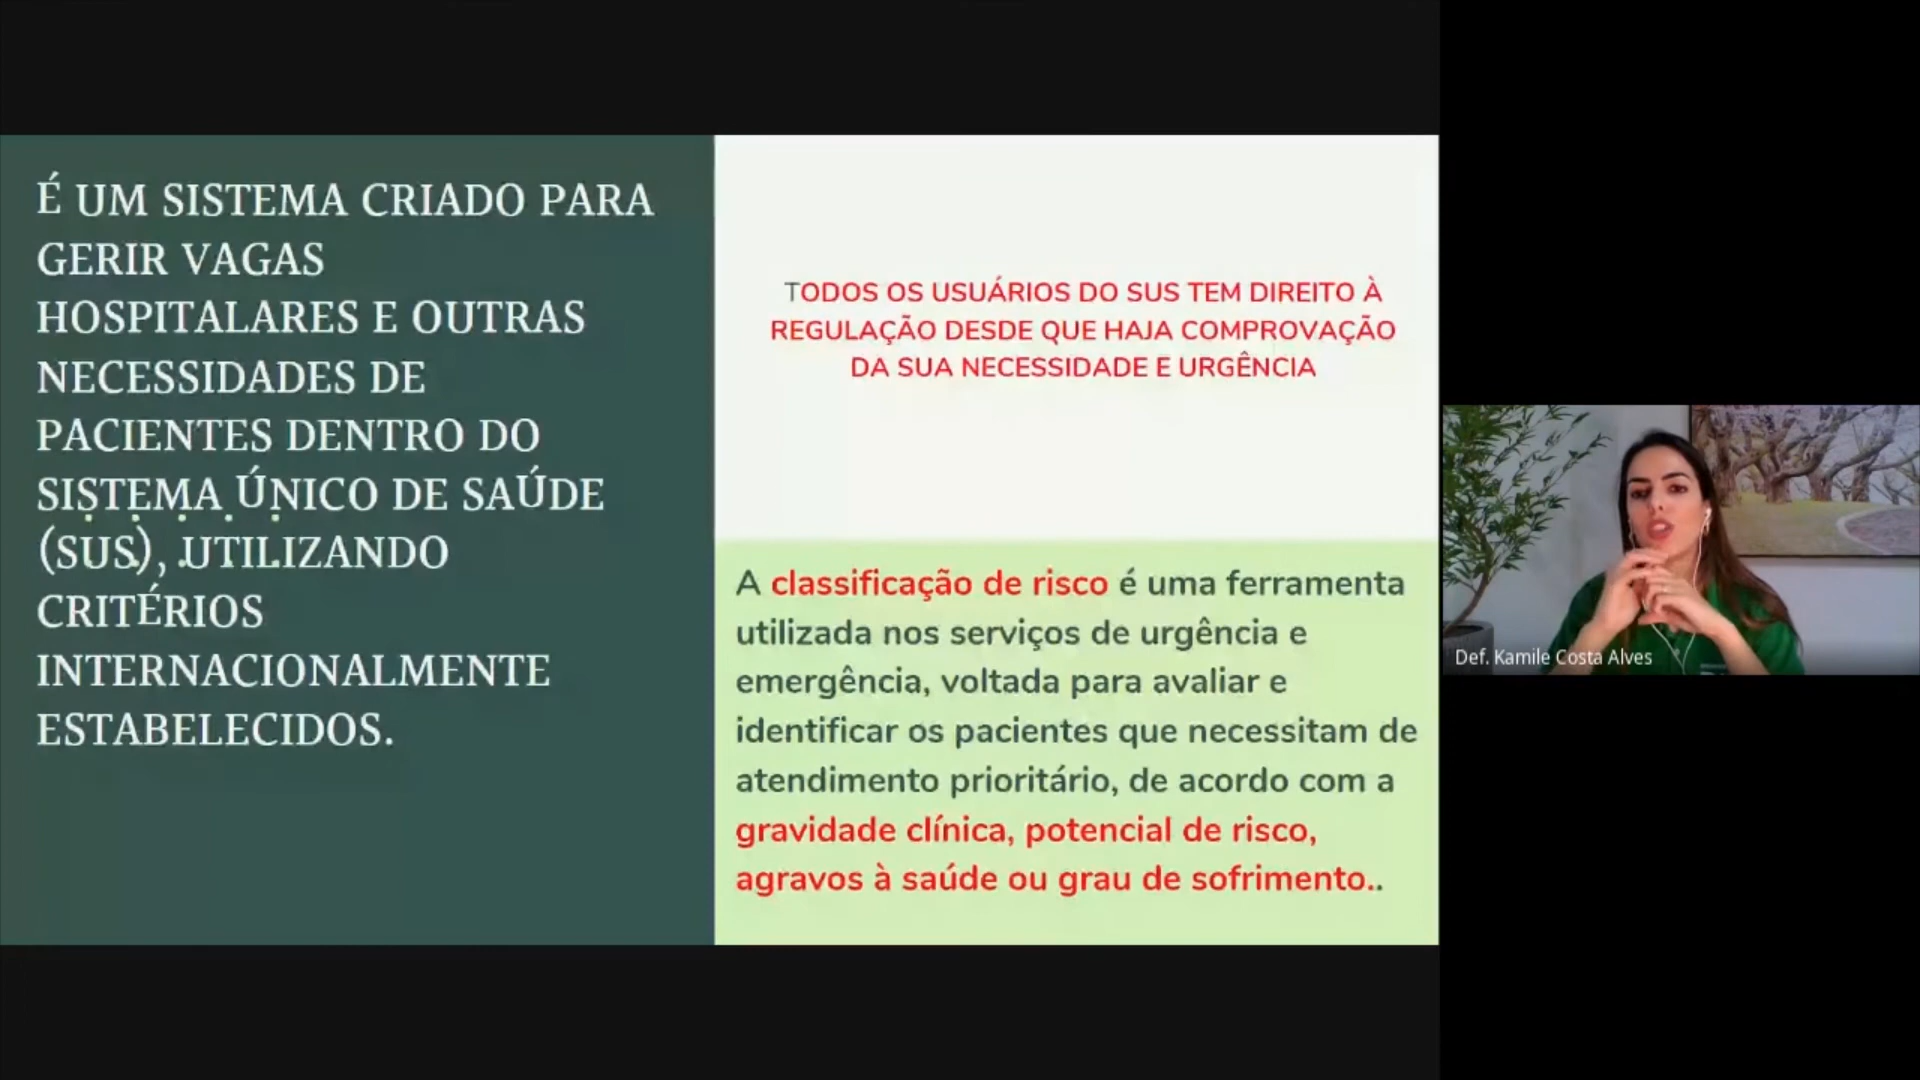 É UM SISTEMA CRIADO PARA
GERIR VAGAS
HOSPITALARES E OUTRAS
NECESSIDADES DE
PACIENTES DENTRO DO
SISTEMA ÚNICO DE SAÚDE
(SUS), UTILIZANDO
CRITÉRIOS
INTERNACIONALMENTE
ESTABELECIDOS.
TODOS OS USUÁRIOS DO SUS TEM DIREITO À
REGULAÇÃO DESDE QUE HAJA COMPROVAÇÃO
DA SUA NECESSIDADE E URGÊNCIA
A classificação de risco é uma ferramenta
utilizada nos serviços de urgência e
emergência, voltada para avaliar e
identificar os pacientes que necessitam de
atendimento prioritário, de acordo com a
gravidade clínica, potencial de risco,
agravos à saúde ou grau de sofrimento..
Def. Kamile Costa Alves